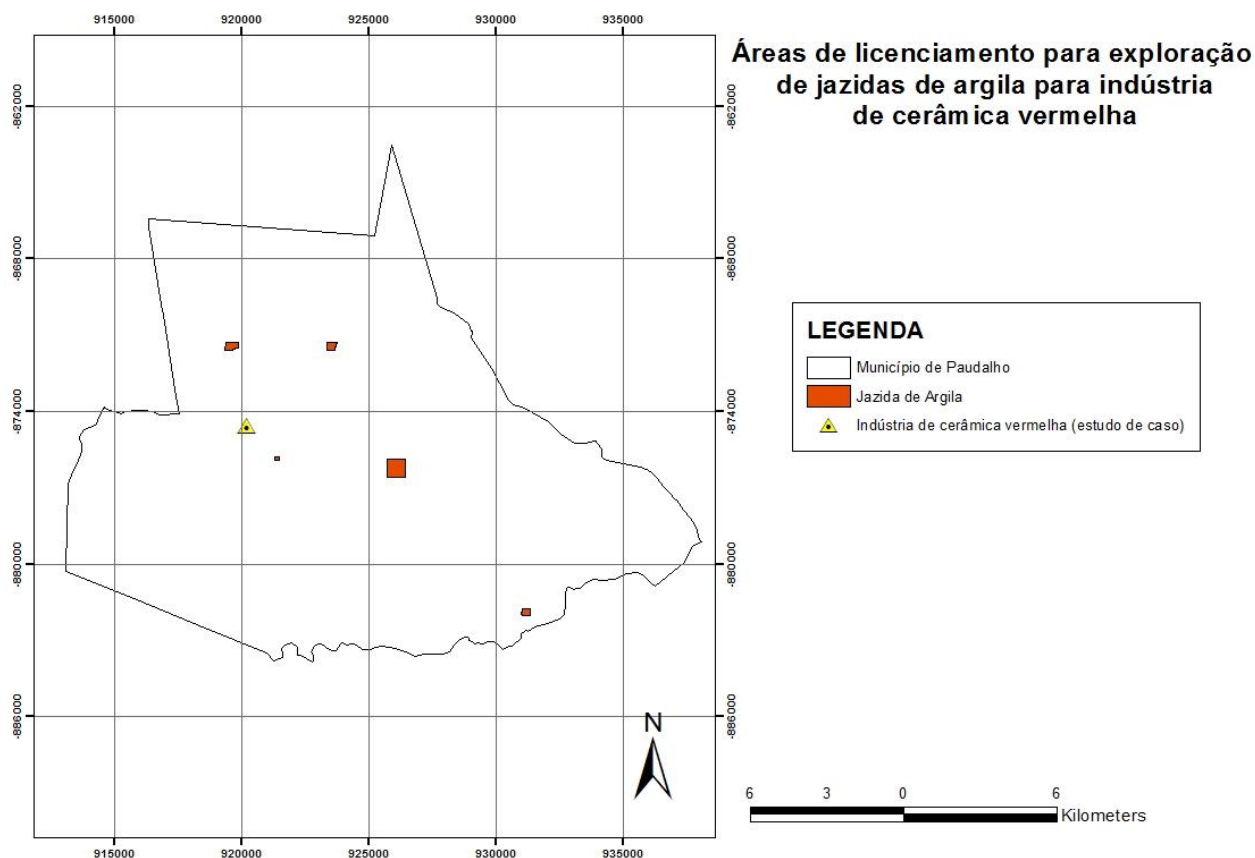 915000 920000 925000 930000 935000
Áreas de licenciamento para exploração
de jazidas de argila para indústria
de cerâmica vermelha
-862000 -862000
-868000 -868000
LEGENDA
Município de Paudalho
Jazida de Argila
Indústria de cerâmica vermelha (estudo de caso)
-874000 -874000
-880000 -880000
-886000 -886000
N
6 3 0 6
Kilometers
915000 920000 925000 930000 935000